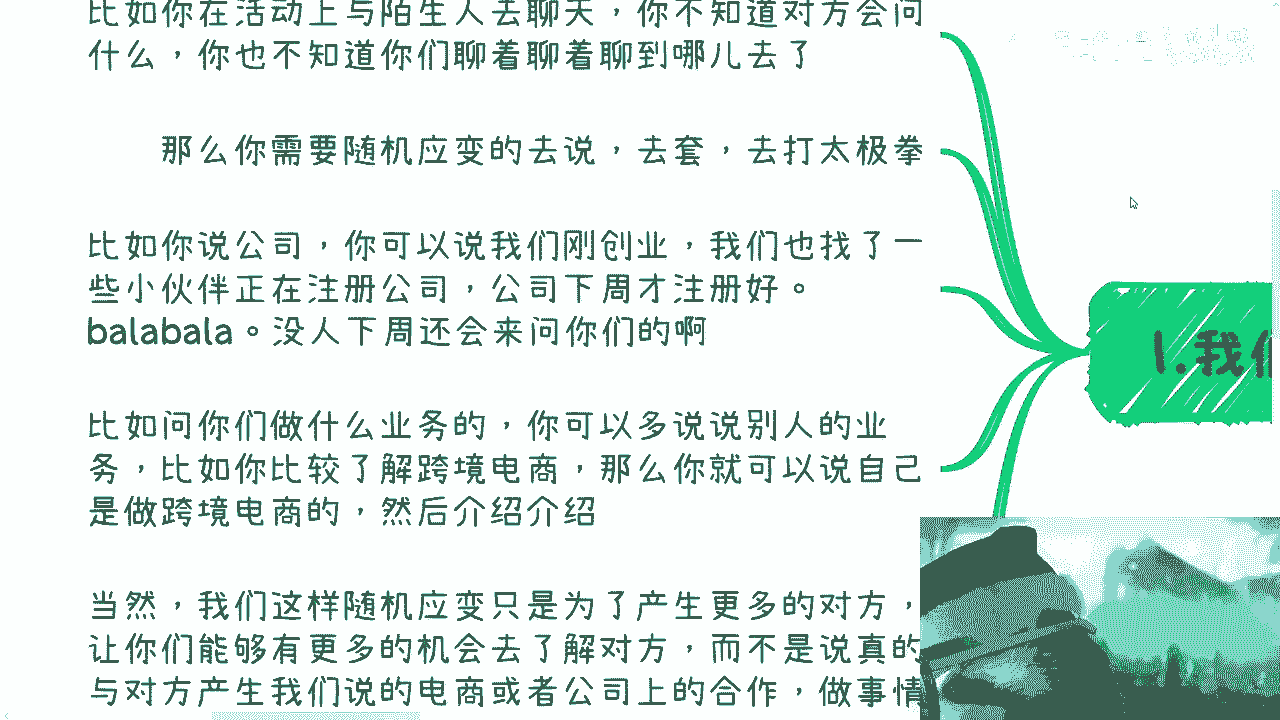 比如你在活动上与陌生人去聊天，你不知道对方会问
什么，你也不知道你们聊着聊着聊到哪儿去了
那么你需要随机应变的去说，去套，去打太极拳
比如你说公司，你可以说我们刚创业，我们也找了一
些小伙伴正在注册公司，公司下周才注册好。
balabala。没人下周还会来问你们的啊
比如问你们做什么业务的，你可以多说说别人的业
务，比如你比较了解跨境电商，那么你就可以说自己
是做跨境电商的，然后介绍介绍
当然，我们这样随机应变只是为了产生更多的对方，
让你们能够有更多的机会去了解对方，而不是说真的
与对方产生我们说的电商或者公司上的合作，做事情
1.我们